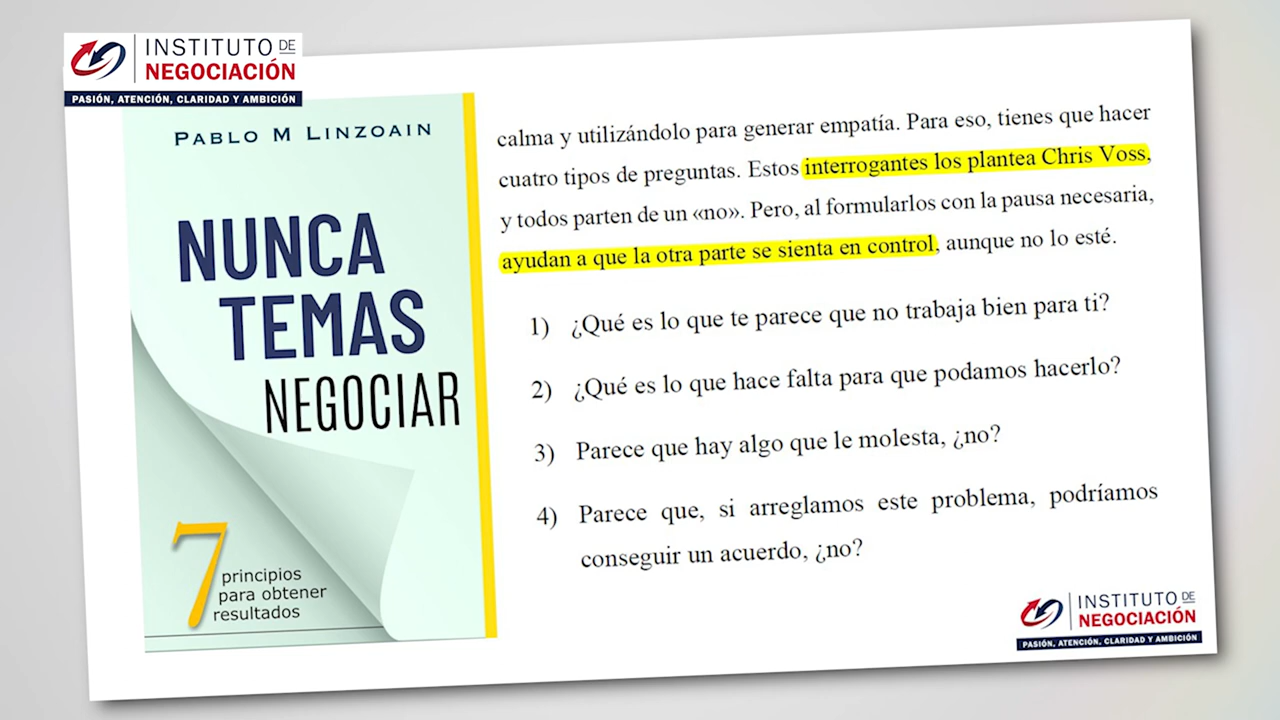 INSTITUTO DE
NEGOCIACIÓN
PASIÓN, ATENCIÓN, CLARIDAD Y AMBICIÓN
PABLO M LINZOAIN
NUNCA
TEMAS
NEGOCIAR
7
principios
para obtener
resultados
calma y utilizándolo para generar empatía. Para eso, tienes que hacer
cuatro tipos de preguntas. Estos interrogantes los plantea Chris Voss,
y todos parten de un «no». Pero, al formularlos con la pausa necesaria,
ayudan a que la otra parte se sienta en control, aunque no lo esté.
1) ¿Qué es lo que te parece que no trabaja bien para ti?
2) ¿Qué es lo que hace falta para que podamos hacerlo?
3) Parece que hay algo que le molesta, ¿no?
4) Parece que, si arreglamos este problema, podríamos
conseguir un acuerdo, ¿no?
INSTITUTO DE
NEGOCIACIÓN
PASIÓN, ATENCIÓN, CLARIDAD Y AMBICIÓN